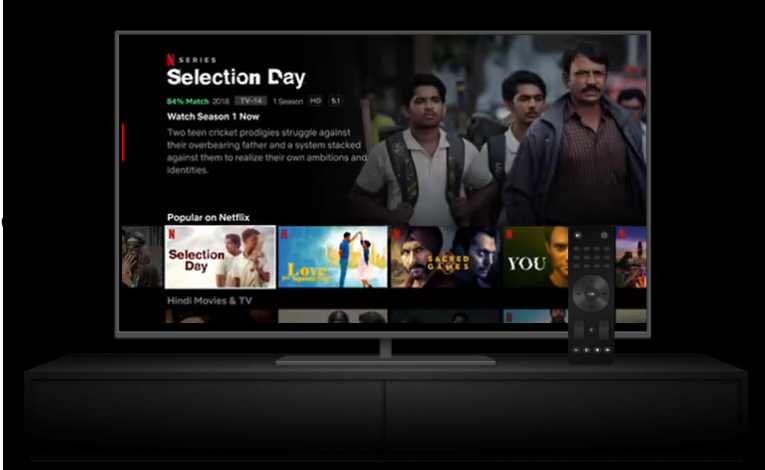 N SERIES
Selection Day
84% Match 2018 TV-14 1 Season HD 5.1
Watch Season 1 Now
Two teen cricket prodigies struggle against
their overbearing father and a system stacked
against them to realize their own ambitions and
identities.
Popular on Netflix
N N N N N
Selection
Day
Love
SACRED
GAMES
YOU
Hindi Movies & TV
N